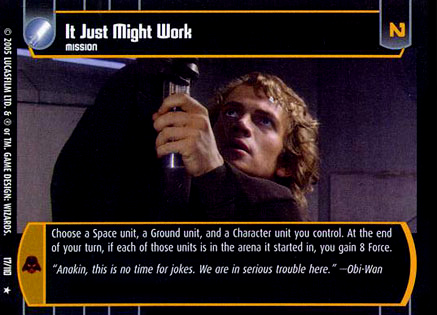 It Just Might Work
MISSION
N
Choose a Space unit, a Ground unit, and a Character unit you control. At the end
of your turn, if each of those units is in the arena it started in, you gain 8 Force.
"Anakin, this is no time for jokes. We are in serious trouble here." —Obi-Wan
© 2005 LUCASFILM LTD. & ® or TM. GAME DESIGN: WIZARDS.
17/110 ★